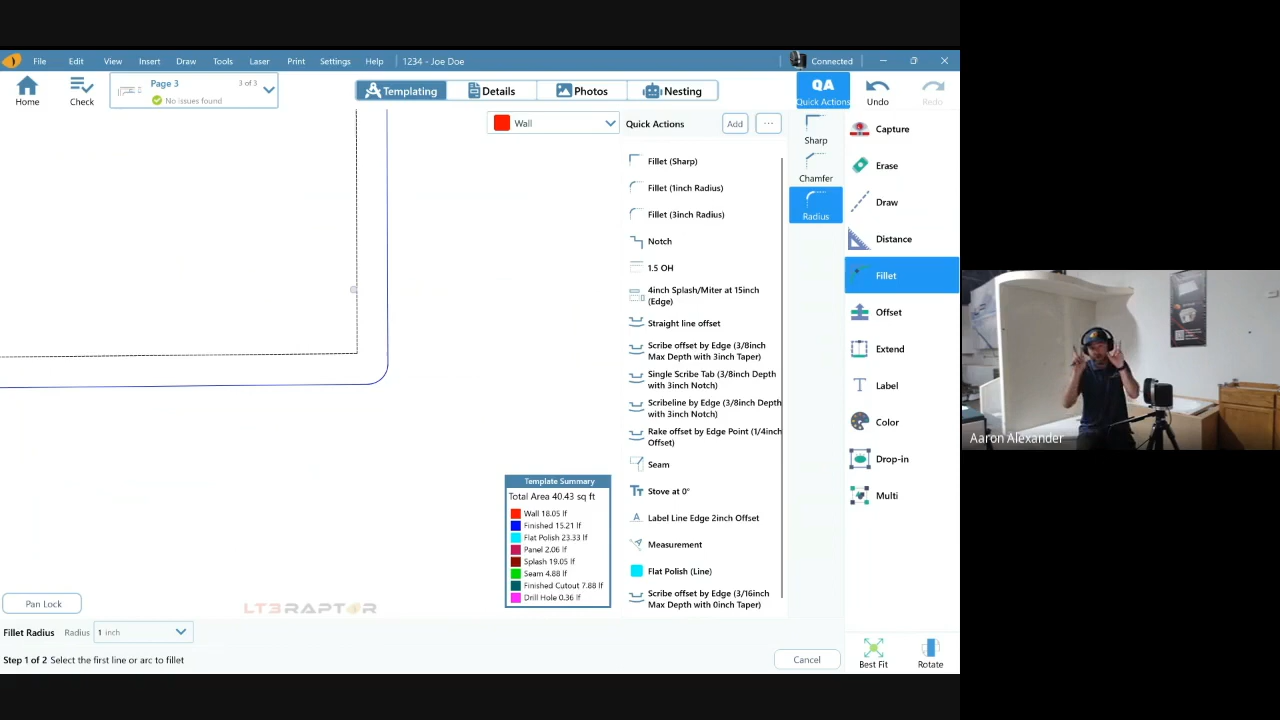 File Edit View Insert Draw Tools Laser Print Settings Help 1234 - Joe Doe Connected
Home
Check
Page 3
3 of 3
No issues found
Templating
Details
Photos
Nesting
QA
Quick Actions
Undo
Redo
Wall
Quick Actions
Add
...
Sharp
Chamfer
Radius
Capture
Erase
Draw
Distance
Fillet
Offset
Extend
Label
Color
Drop-in
Multi
Fillet (Sharp)
Fillet (1inch Radius)
Fillet (3inch Radius)
Notch
1.5 OH
4inch Splash/Miter at 15inch
(Edge)
Straight line offset
Scribe offset by Edge (3/8inch
Max Depth with 3inch Taper)
Single Scribe Tab (3/8inch Depth
with 3inch Notch)
Scribeline by Edge (3/8inch Depth
with 3inch Notch)
Rake offset by Edge Point (1/4inch
Offset)
Seam
Stove at 0°
Label Line Edge 2inch Offset
Measurement
Flat Polish (Line)
Scribe offset by Edge (3/16inch
Max Depth with 0inch Taper)
Template Summary
Total Area 40.43 sq ft
Wall 18.05 lf
Finished 15.21 lf
Flat Polish 23.33 lf
Panel 2.06 lf
Splash 19.05 lf
Seam 4.88 lf
Finished Cutout 7.88 lf
Drill Hole 0.36 lf
LT3RAPTOR
Pan Lock
Fillet Radius Radius 1 inch
Step 1 of 2 Select the first line or arc to fillet
Cancel
Best Fit
Rotate
Aaron Alexander